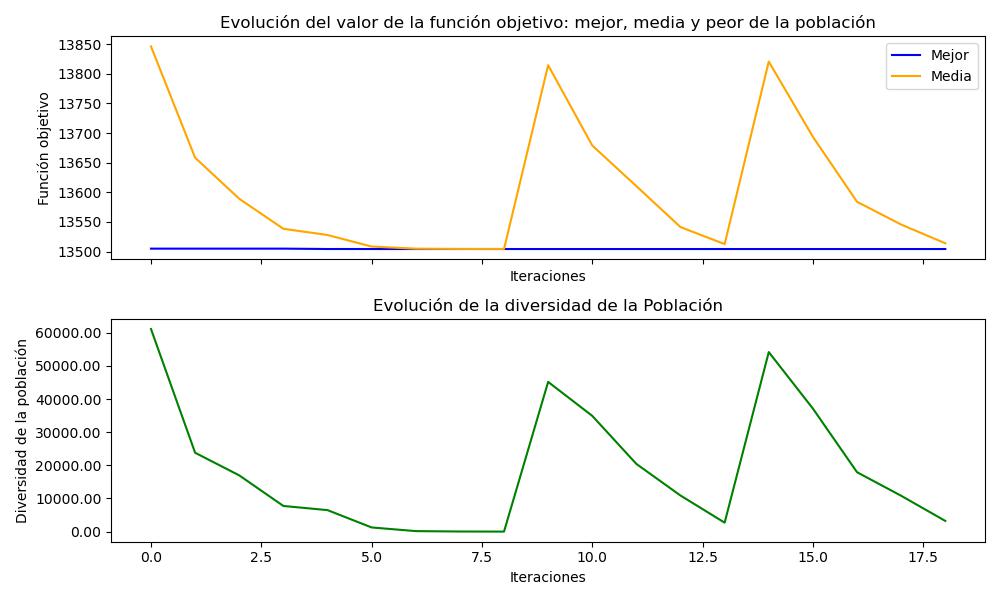 Evolución del valor de la función objetivo: mejor, media y peor de la población
13850
13800
13750
13700
13650
13600
13550
13500
Función objetivo
Mejor
Media
Iteraciones
Evolución de la diversidad de la Población
60000.00
50000.00
40000.00
30000.00
20000.00
10000.00
0.00
Diversidad de la población
0.0 2.5 5.0 7.5 10.0 12.5 15.0 17.5
Iteraciones